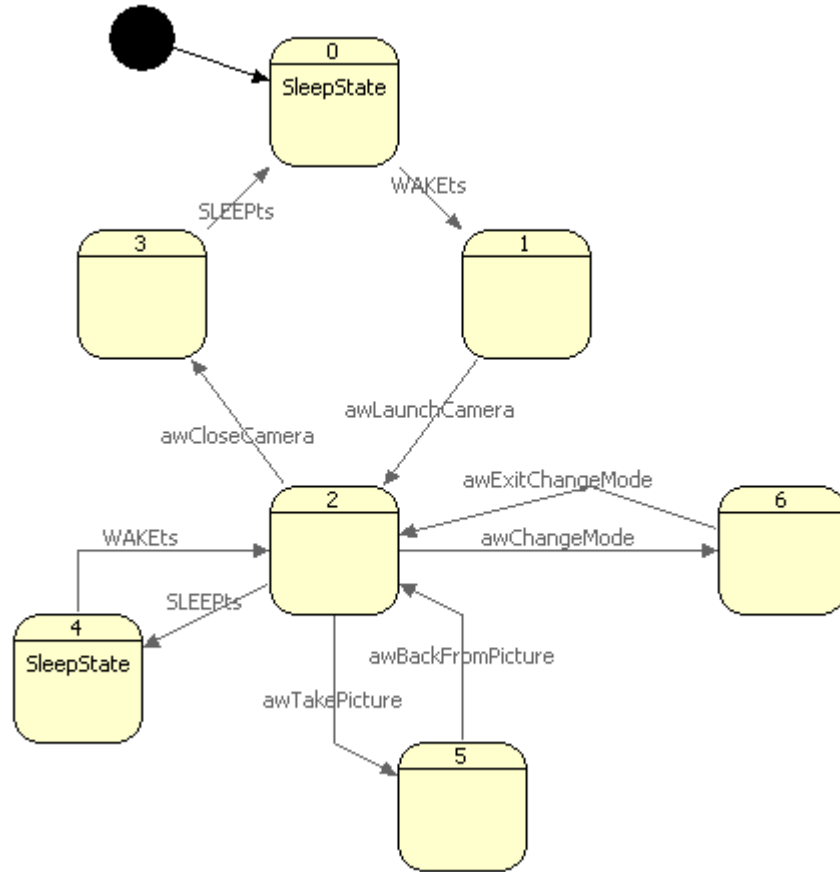 0
SleepState
WAKEts
SLEEPts
3
1
awLaunchCamera
awCloseCamera
awExitChangeMode
2
6
WAKEts
awChangeMode
SLEEPts
4
SleepState
awBackFromPicture
awTakePicture
5